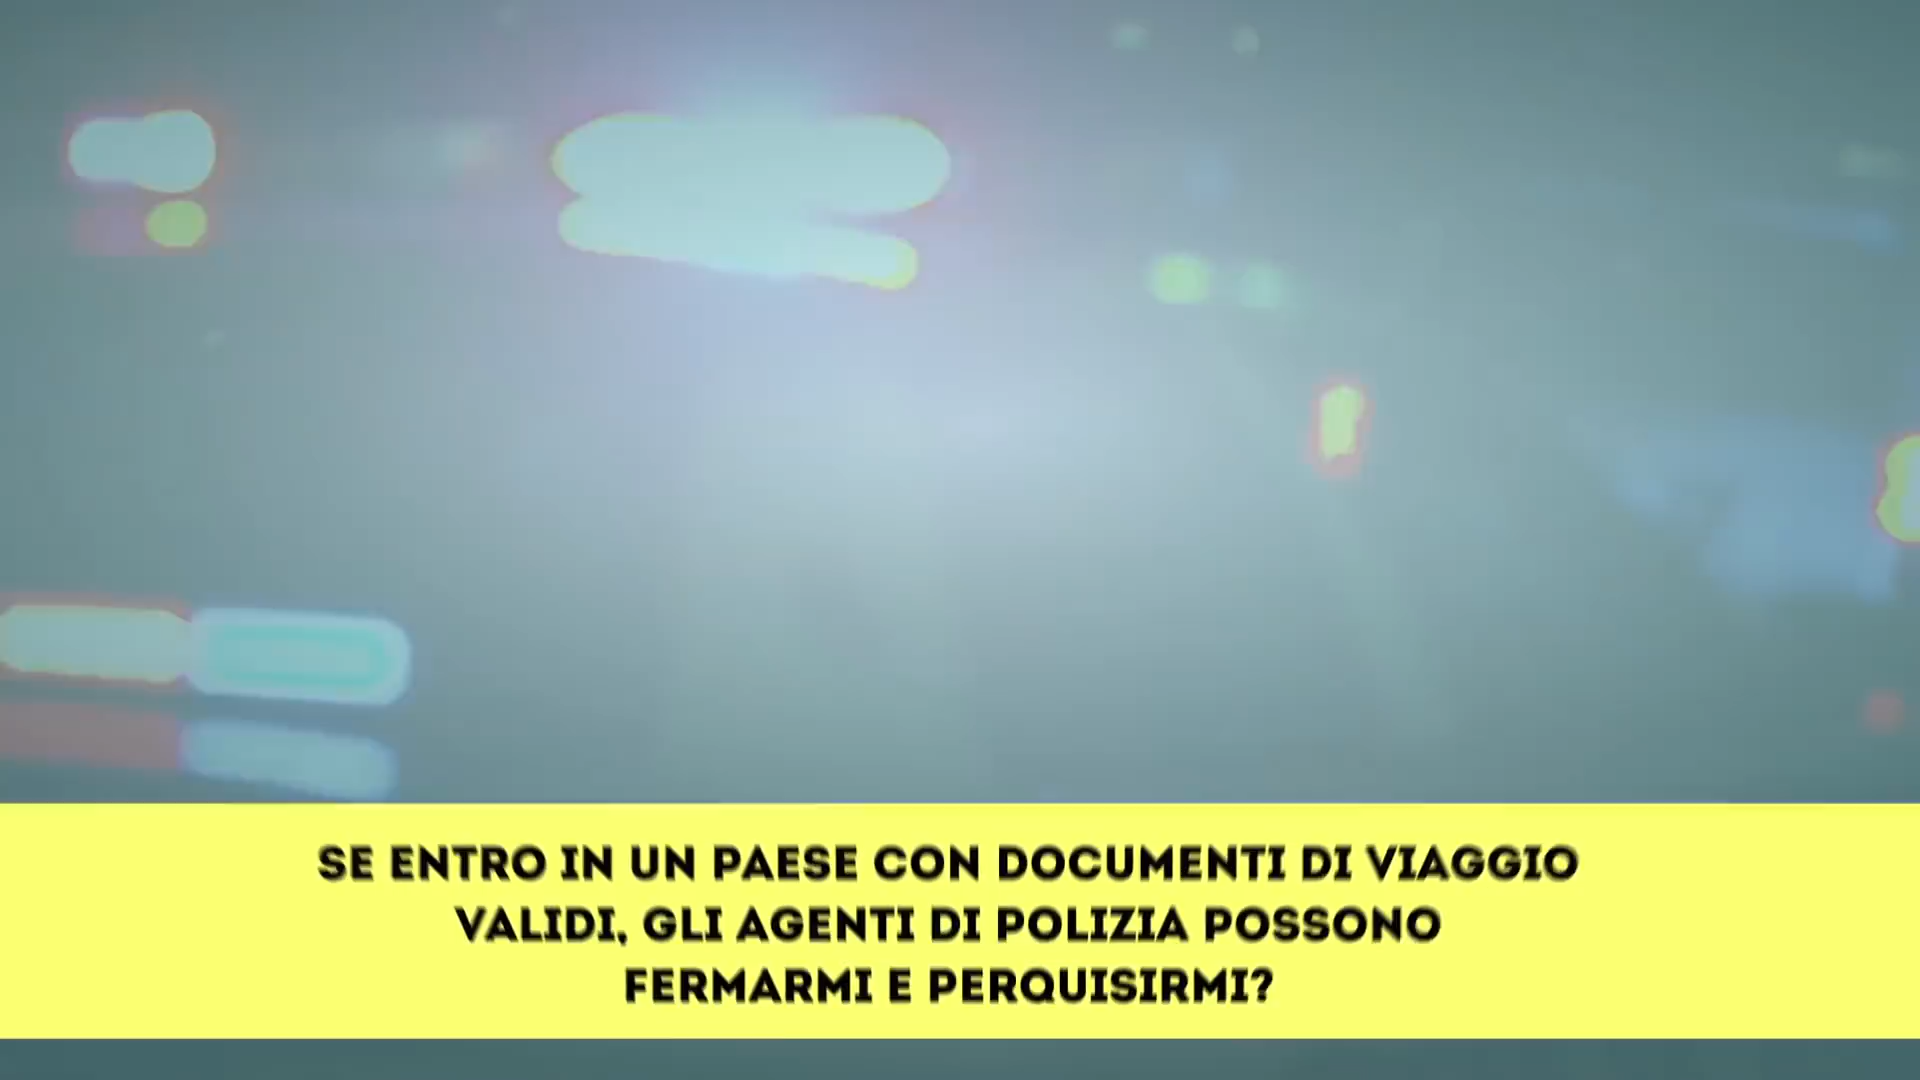 SE ENTRO IN UN PAESE CON DOCUMENTI DI VIAGGIO
VALIDI, GLI AGENTI DI POLIZIA POSSONO
FERMARMI E PERQUISIRMI?